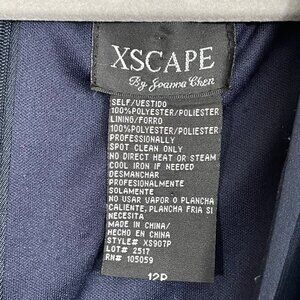 XSCAPE
By Joanna Chen
SELF/VESTIDO
100%POLYESTER/POLIESTER
LINING/FORRO
100%POLYESTER/POLIESTER
PROFESSIONALLY
SPOT CLEAN ONLY
NO DIRECT HEAT OR STEAM
COOL IRON IF NEEDED
DESMANCHAR
PROFESIONALMENTE
SOLAMENTE
NO USAR VAPOR O PLANCHA
CALIENTE, PLANCHA FRIA SI
NECESITA
MADE IN CHINA/
HECHO EN CHINA
STYLE# XS907P
LOT# 2517
RN# 105059
12P